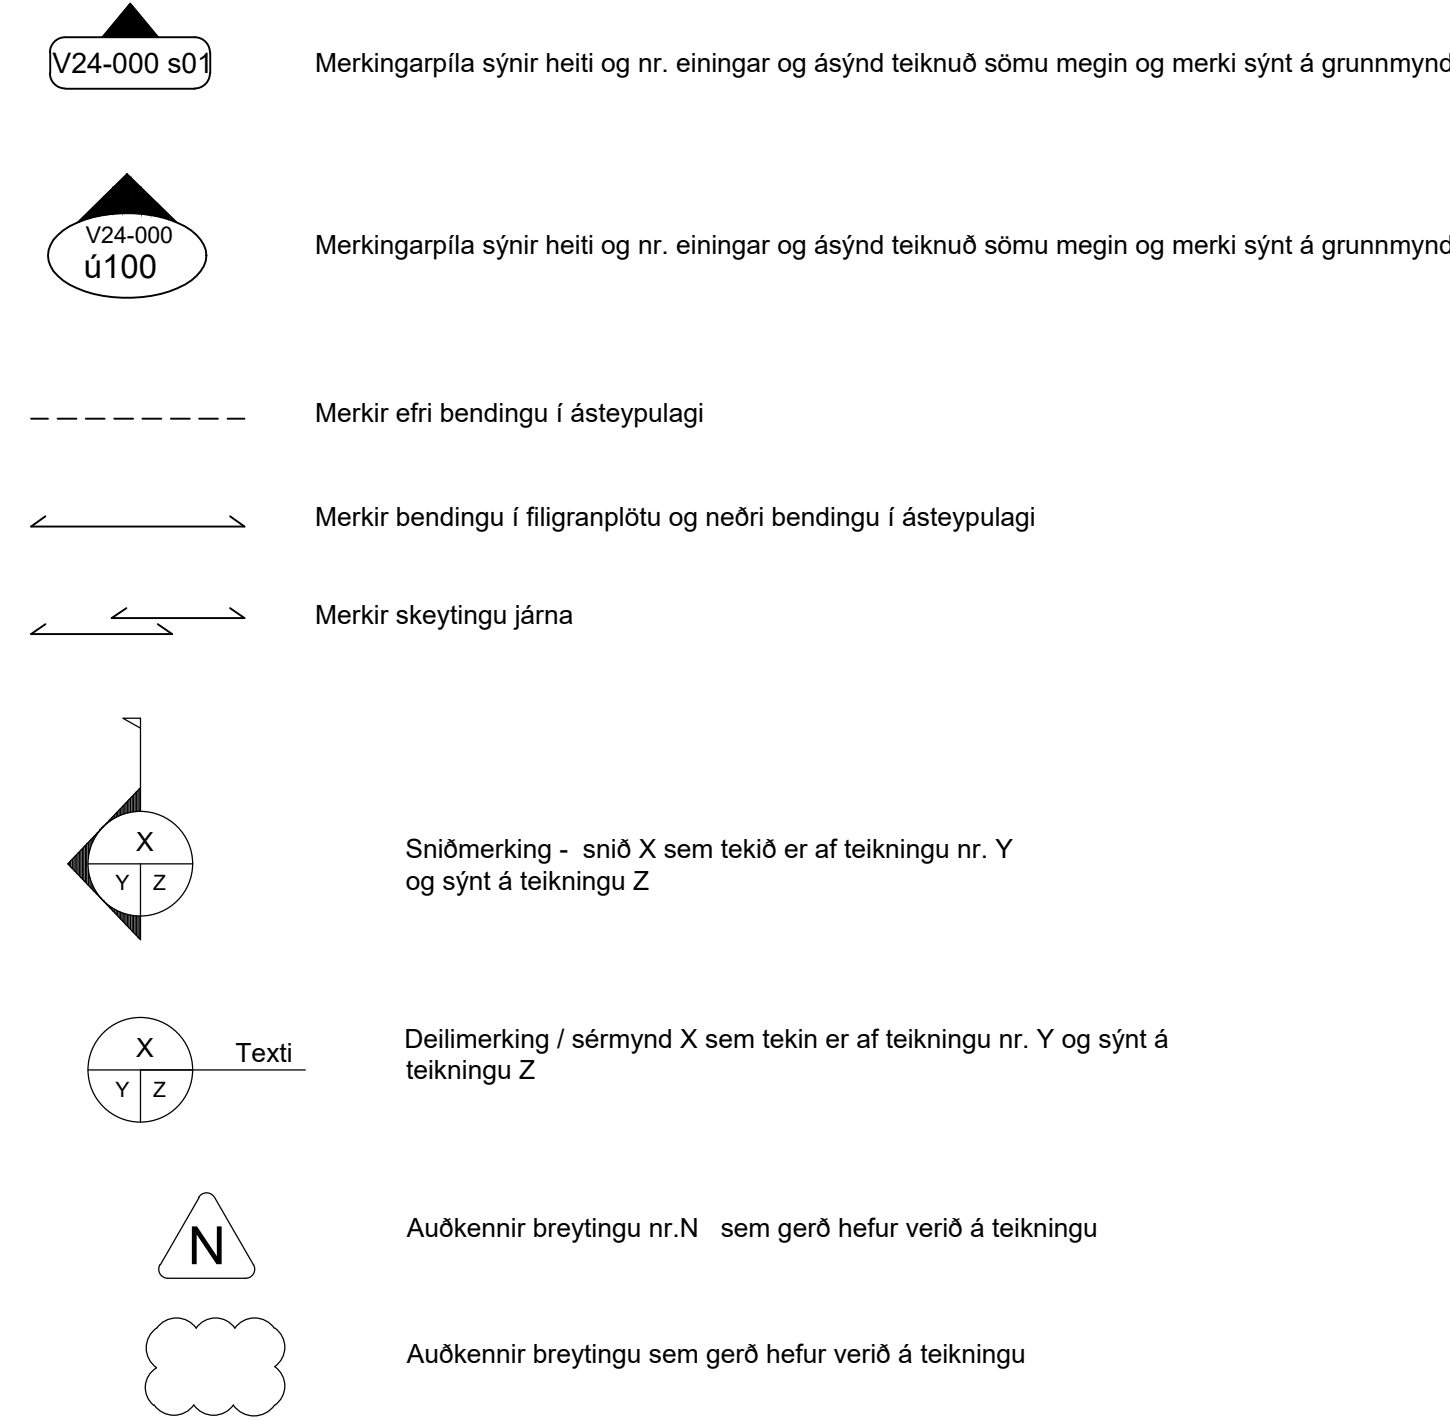 V24-000 s01
Merkingarpíla sýnir heiti og nr. einingar og ásýnd teiknuð sömu megin og merki sýnt á grunnmynd
V24-000
ú100
Merkingarpíla sýnir heiti og nr. einingar og ásýnd teiknuð sömu megin og merki sýnt á grunnmynd
Merkir efri bendingu í ásteypulagi
Merkir bendingu í filigranplötu og neðri bendingu í ásteypulagi
Merkir skeytingu járna
X
Y Z
Sniðmerking - snið X sem tekið er af teikningu nr. Y
og sýnt á teikningu Z
X
Y Z
Texti
Deilimerking / sérmynd X sem tekin er af teikningu nr. Y og sýnt á
teikningu Z
N
Auðkennir breytingu nr.N sem gerð hefur verið á teikningu
Auðkennir breytingu sem gerð hefur verið á teikningu